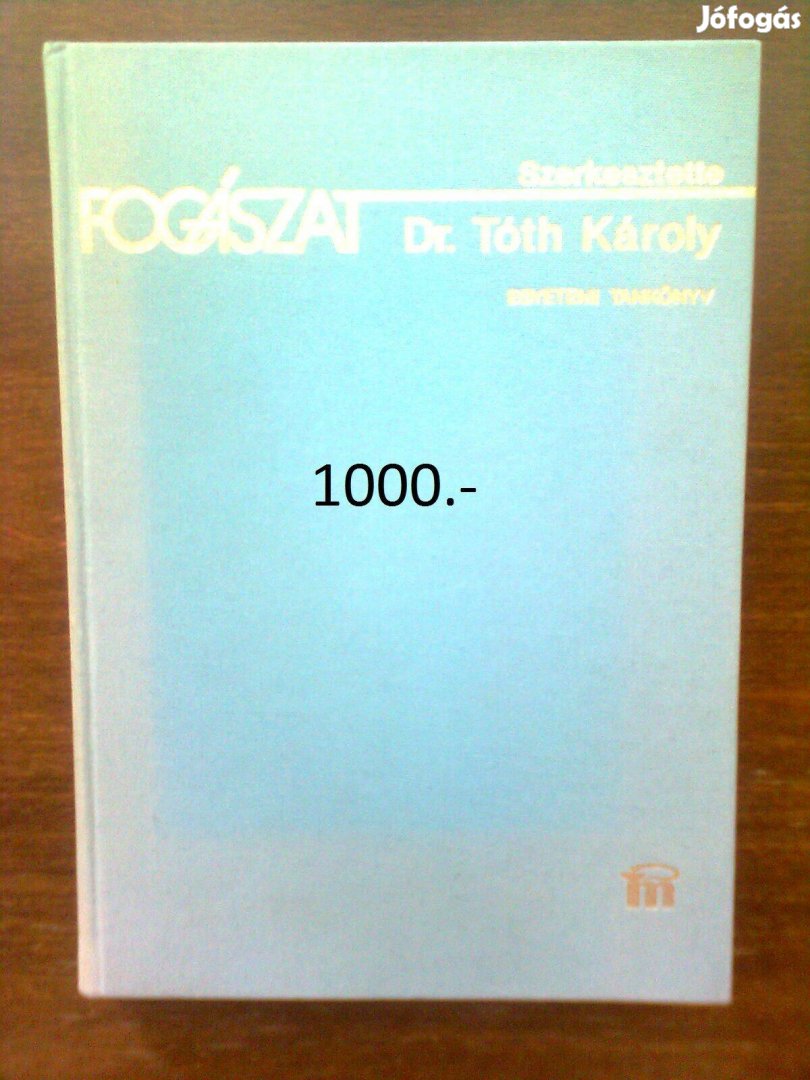 Jófogás
Szerkesztette
FOGÁSZAT Dr. Tóth Károly
EGYETEMI TANKÖNYV
1000.-